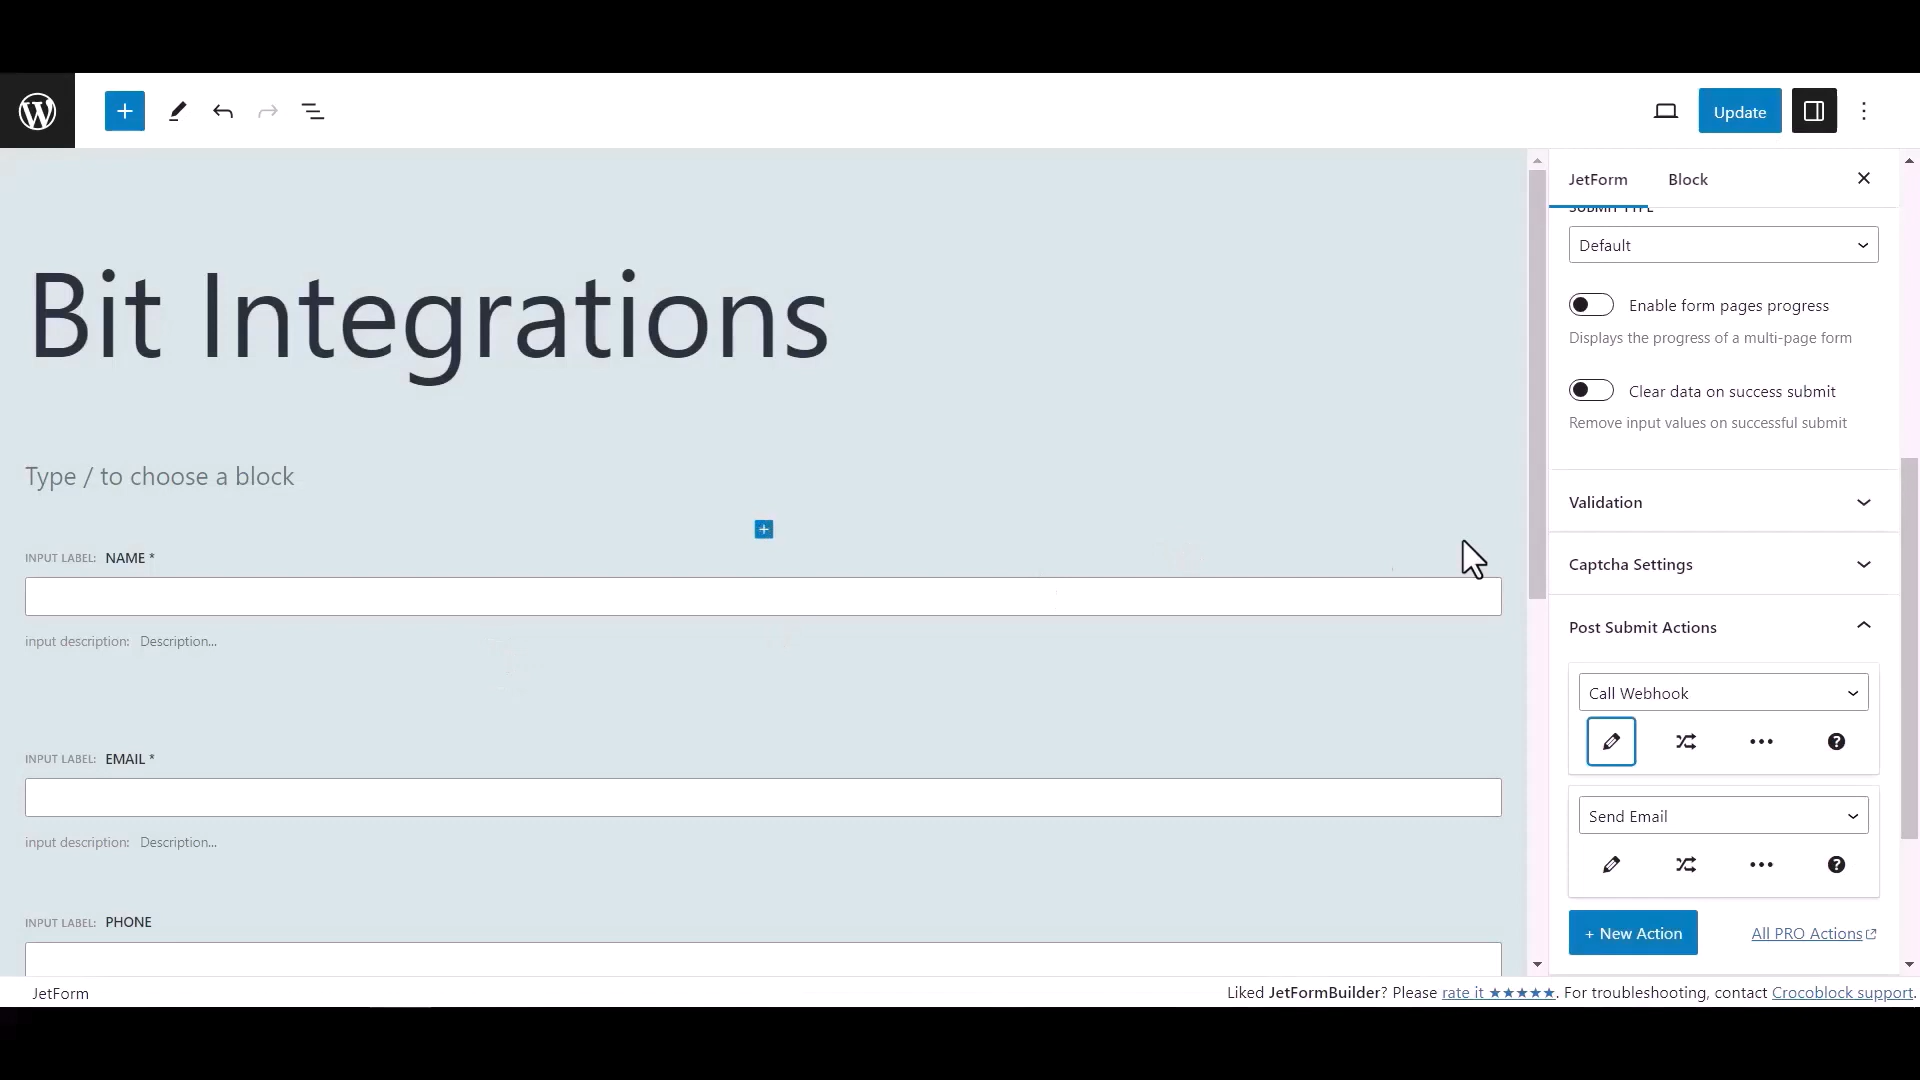 Update
JetForm
Block
SUBMIT TYPE
Default
Enable form pages progress
Displays the progress of a multi-page form
Clear data on success submit
Remove input values on successful submit
Validation
Captcha Settings
Post Submit Actions
Call Webhook
Send Email
+ New Action
All PRO Actions
Bit Integrations
Type / to choose a block
INPUT LABEL: NAME *
input description: Description...
INPUT LABEL: EMAIL *
input description: Description...
INPUT LABEL: PHONE
JetForm
Liked JetFormBuilder? Please rate it ★★★★★. For troubleshooting, contact Crocoblock support.